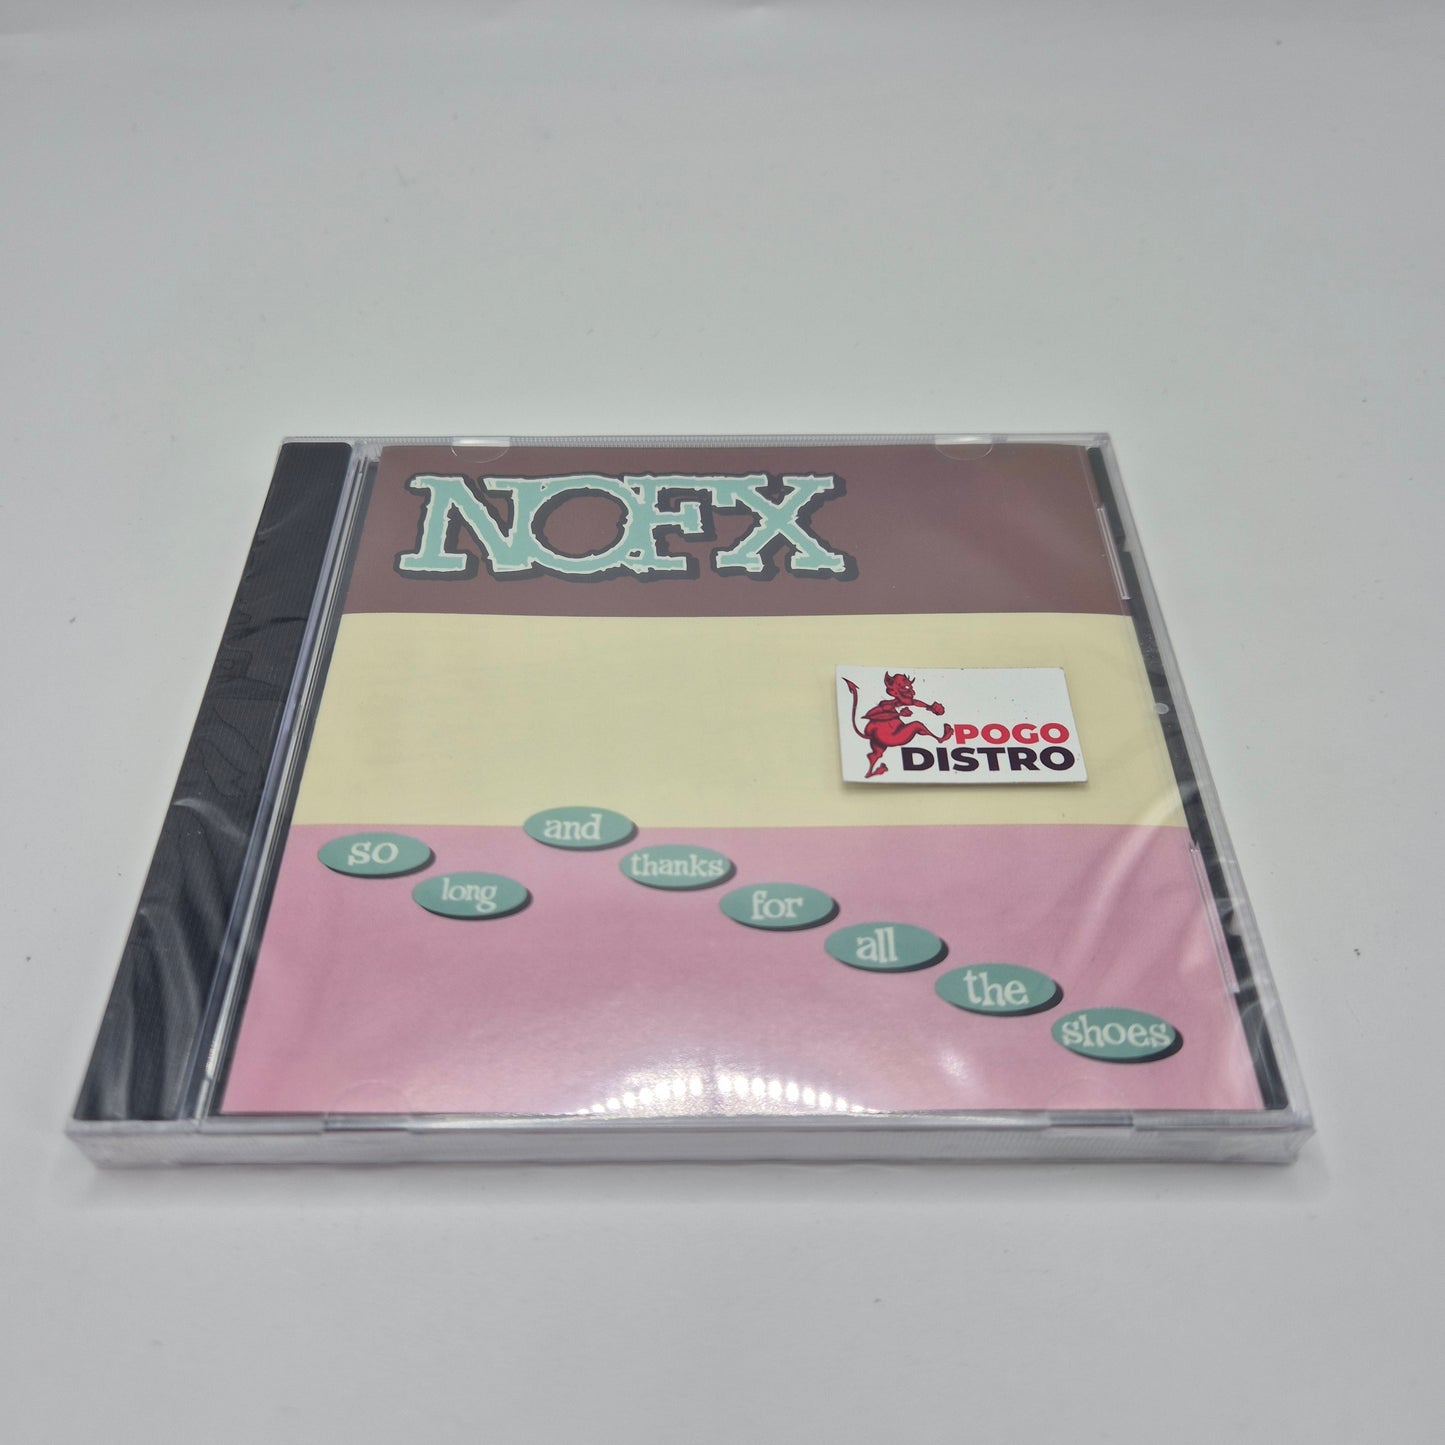 NOFX
POGO
DISTRO
so
long
and
thanks
for
all
the
shoes